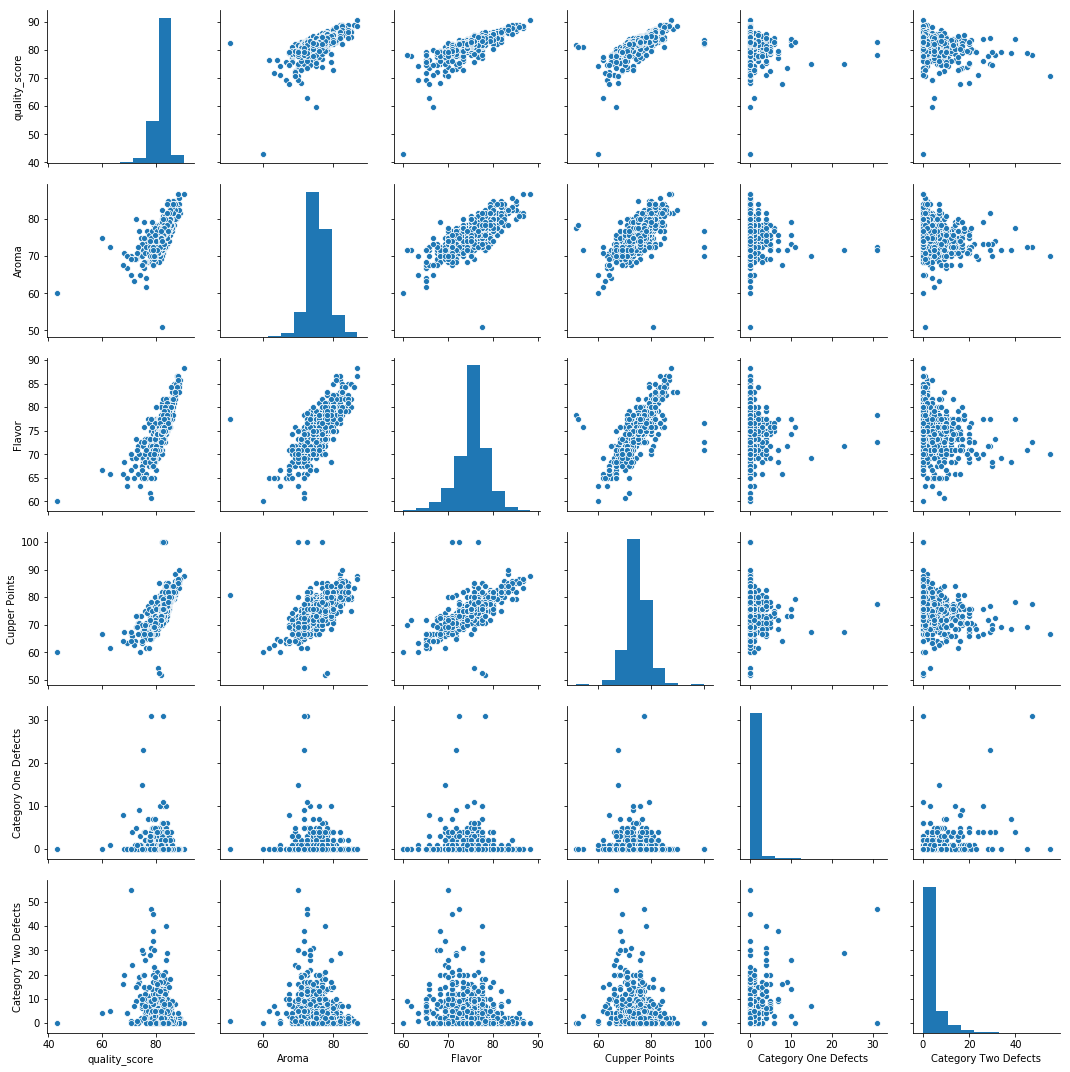 90
80
70
60
50
40
quality_score
80
70
60
50
Aroma
90
85
80
75
70
65
60
Flavor
100
90
80
70
60
50
Cupper Points
30
20
10
0
Category One Defects
50
40
30
20
10
0
Category Two Defects
40 60 80
60 80
60 70 80 90
60 80 100
0 10 20 30
0 20 40
quality_score Aroma Flavor Cupper Points Category One Defects Category Two Defects